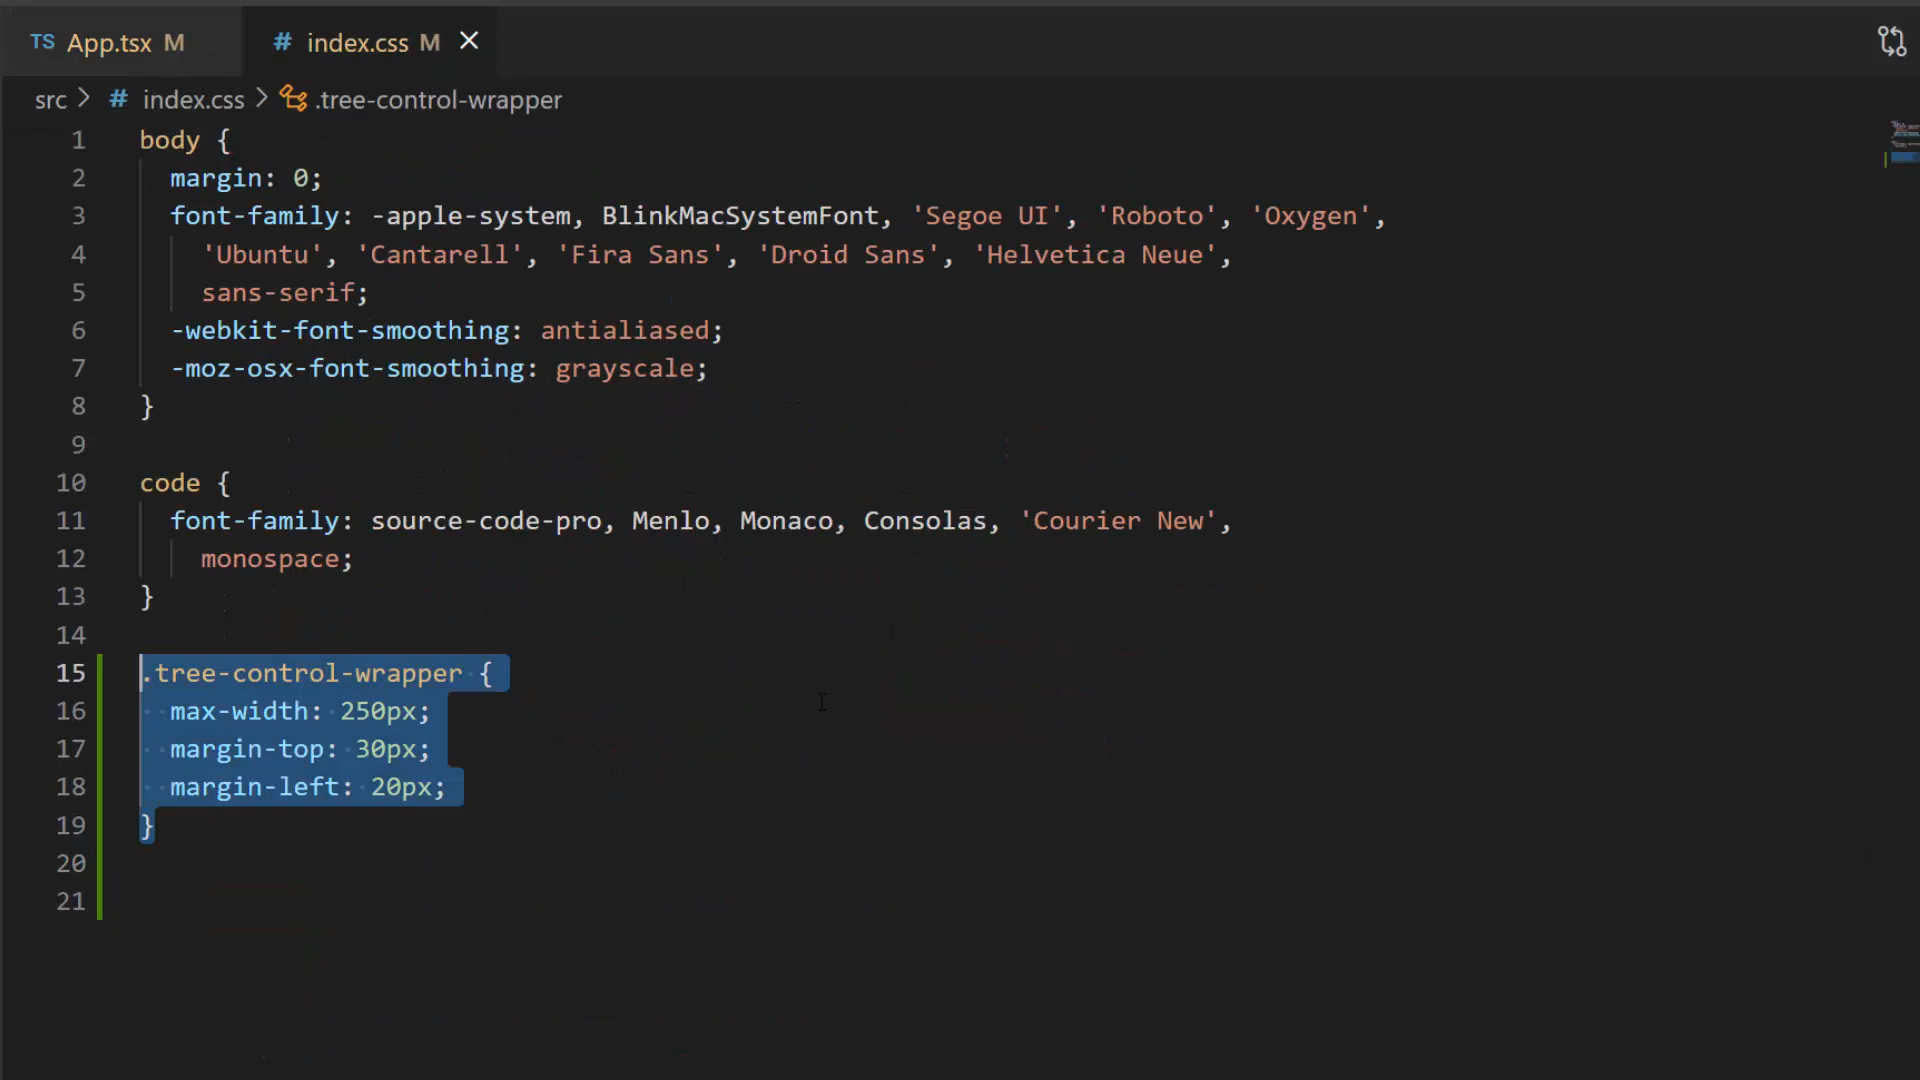 TS App.tsx M
# index.css M
src > # index.css > .tree-control-wrapper
1 body {
2 margin: 0;
3 font-family: -apple-system, BlinkMacSystemFont, 'Segoe UI', 'Roboto', 'Oxygen',
4 'Ubuntu', 'Cantarell', 'Fira Sans', 'Droid Sans', 'Helvetica Neue',
5 sans-serif;
6 -webkit-font-smoothing: antialiased;
7 -moz-osx-font-smoothing: grayscale;
8 }
9
10 code {
11 font-family: source-code-pro, Menlo, Monaco, Consolas, 'Courier New',
12 monospace;
13 }
14
15 .tree-control-wrapper {
16 max-width: 250px;
17 margin-top: 30px;
18 margin-left: 20px;
19 }
20
21